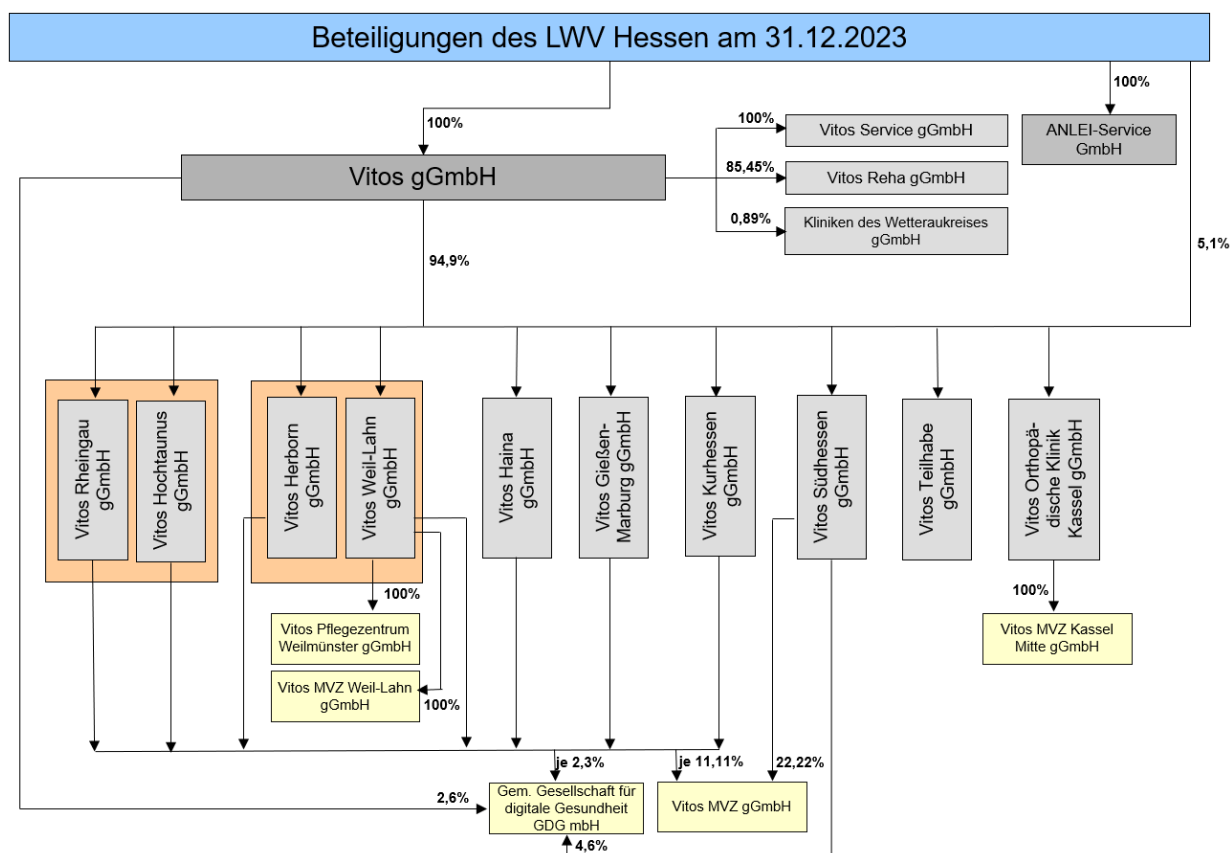 Beteiligungen des LWV Hessen am 31.12.2023
100%
100%
5,1%
Vitos gGmbH
100%
Vitos Service gGmbH
85,45%
Vitos Reha gGmbH
0,89%
Kliniken des Wetteraukreises
gGmbH
ANLEI-Service
GmbH
94,9%
Vitos Rheingau
gGmbH
Vitos Hochtaunus
gGmbH
Vitos Herborn
gGmbH
Vitos Weil-Lahn
gGmbH
Vitos Haina
gGmbH
Vitos Gießen-
Marburg gGmbH
Vitos Kurhessen
gGmbH
Vitos Südhessen
gGmbH
Vitos Teilhabe
gGmbH
Vitos Orthopä-
dische Klinik
Kassel gGmbH
100%
Vitos Pflegezentrum
Weilmünster gGmbH
Vitos MVZ Weil-Lahn
gGmbH
100%
100%
Vitos MVZ Kassel
Mitte gGmbH
je 2,3%
je 11,11%
22,22%
2,6%
Gem. Gesellschaft für
digitale Gesundheit
GDG mbH
Vitos MVZ gGmbH
4,6%